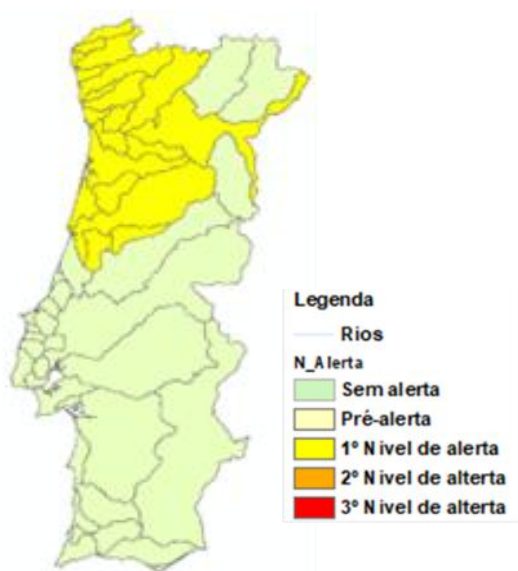 Legenda
Rios
N_Alerta
Sem alerta
Pré-alerta
1º Nivel de alerta
2º Nivel de alterta
3º Nivel de alterta